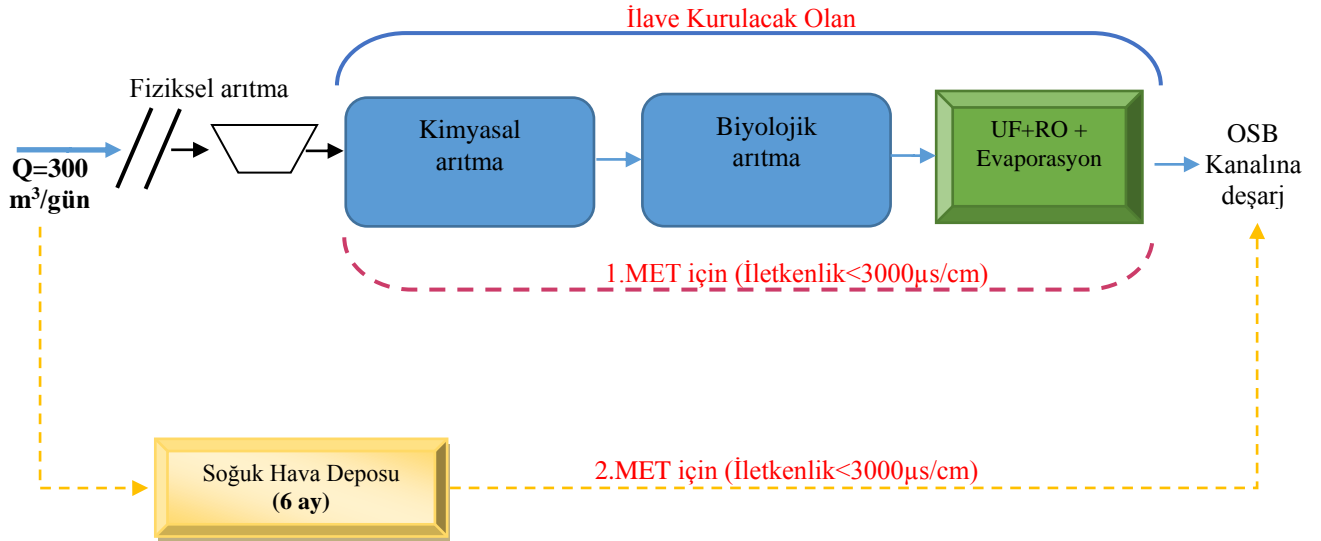 İlave Kurulacak Olan
Fiziksel arıtma
Q=300
m³/gün
Kimyasal
arıtma
Biyolojik
arıtma
UF+RO +
Evaporasyon
OSB
Kanalına
deşarj
1.MET için (İletkenlik<3000µs/cm)
Soğuk Hava Deposu
(6 ay)
2.MET için (İletkenlik<3000µs/cm)